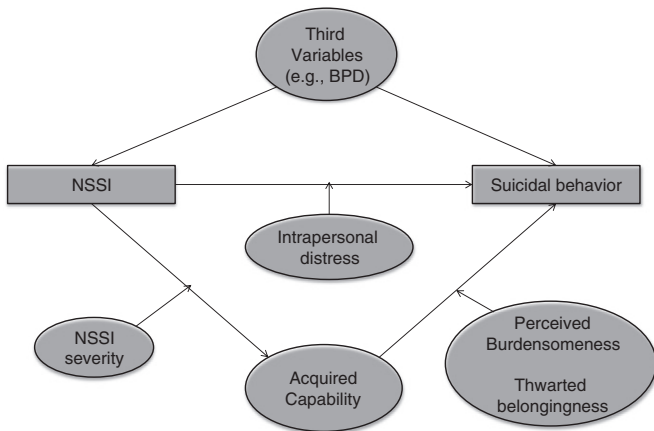 Third
Variables
(e.g., BPD)
NSSI
Suicidal behavior
Intrapersonal
distress
NSSI
severity
Acquired
Capability
Perceived
Burdensomeness
Thwarted
belongingness